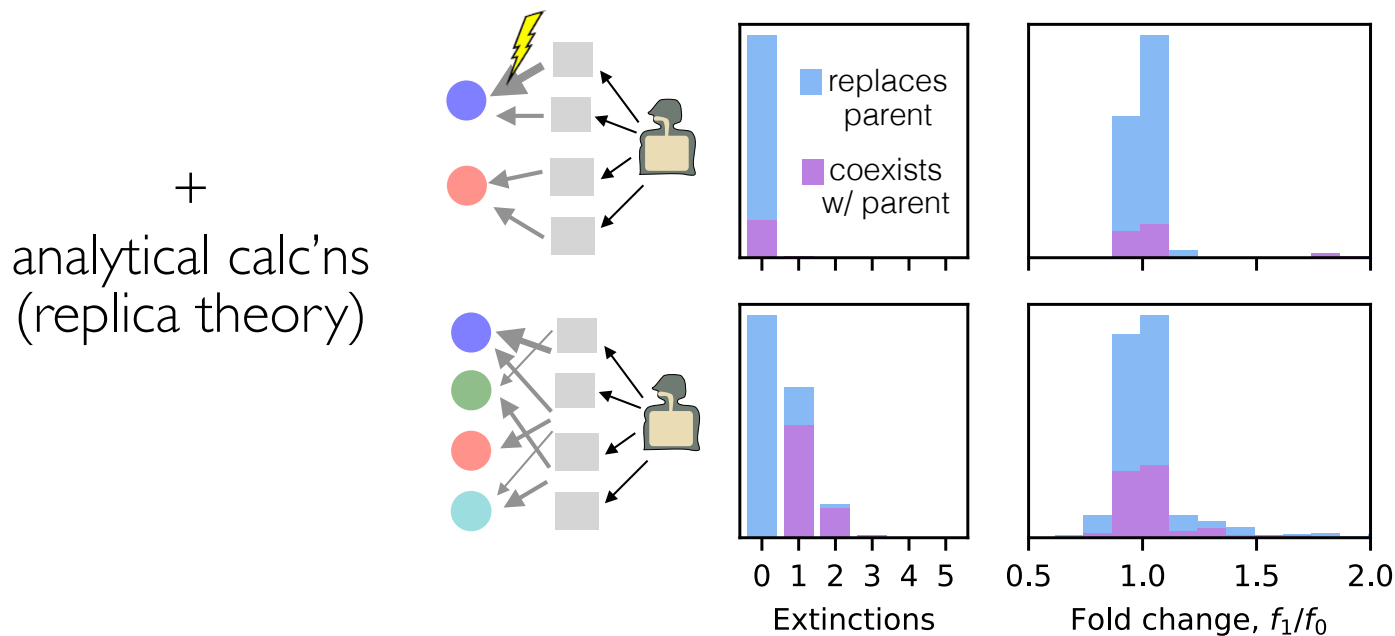 +
analytical calc'ns
(replica theory)
replaces
parent
coexists
w/ parent
0 1 2 3 4 5
Extinctions
0.5 1.0 1.5 2.0
Fold change, f₁/f₀